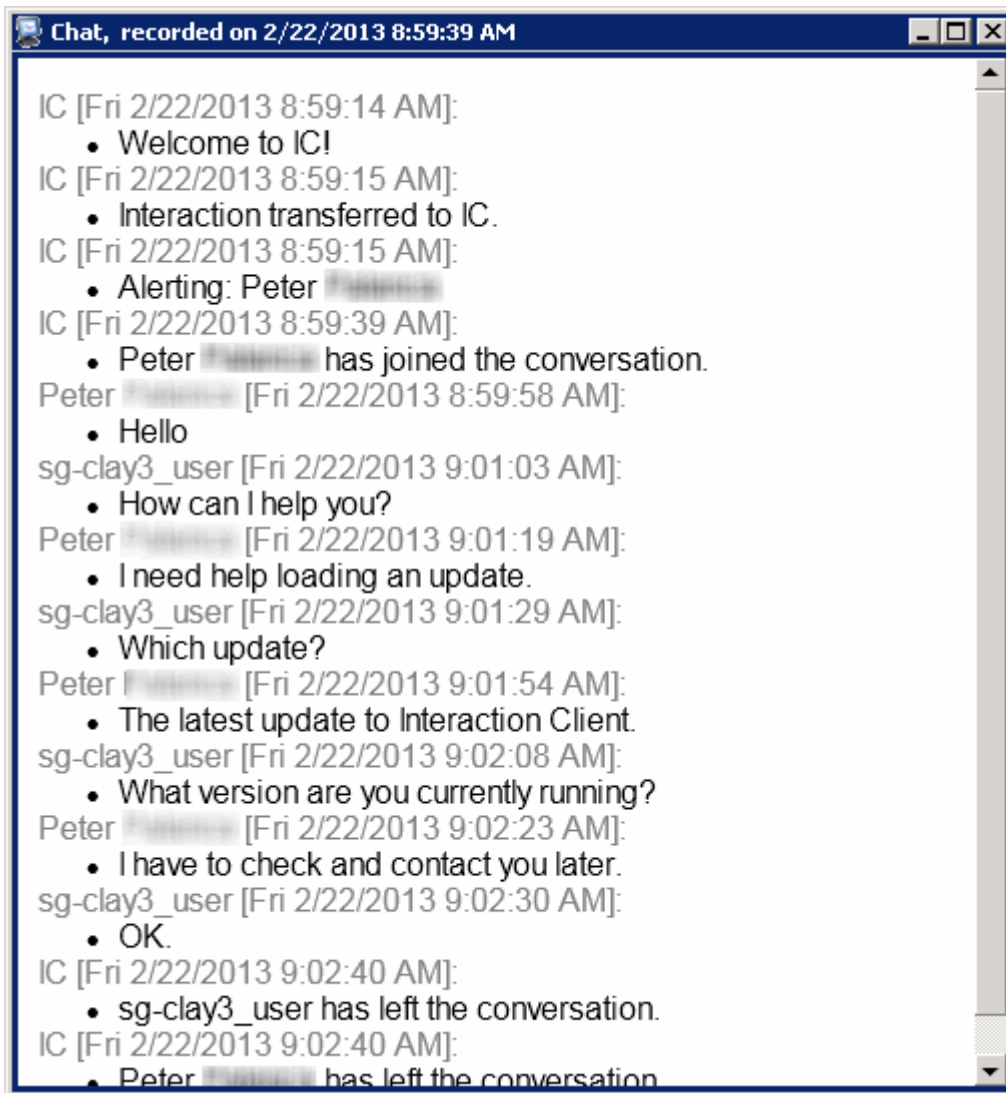 Chat, recorded on 2/22/2013 8:59:39 AM
IC [Fri 2/22/2013 8:59:14 AM]:
• Welcome to IC!
IC [Fri 2/22/2013 8:59:15 AM]:
• Interaction transferred to IC.
IC [Fri 2/22/2013 8:59:15 AM]:
• Alerting: Peter
IC [Fri 2/22/2013 8:59:39 AM]:
• Peter has joined the conversation.
Peter [Fri 2/22/2013 8:59:58 AM]:
• Hello
sg-clay3_user [Fri 2/22/2013 9:01:03 AM]:
• How can I help you?
Peter [Fri 2/22/2013 9:01:19 AM]:
• I need help loading an update.
sg-clay3_user [Fri 2/22/2013 9:01:29 AM]:
• Which update?
Peter [Fri 2/22/2013 9:01:54 AM]:
• The latest update to Interaction Client.
sg-clay3_user [Fri 2/22/2013 9:02:08 AM]:
• What version are you currently running?
Peter [Fri 2/22/2013 9:02:23 AM]:
• I have to check and contact you later.
sg-clay3_user [Fri 2/22/2013 9:02:30 AM]:
• OK.
IC [Fri 2/22/2013 9:02:40 AM]:
• sg-clay3_user has left the conversation.
IC [Fri 2/22/2013 9:02:40 AM]:
• Peter has left the conversation